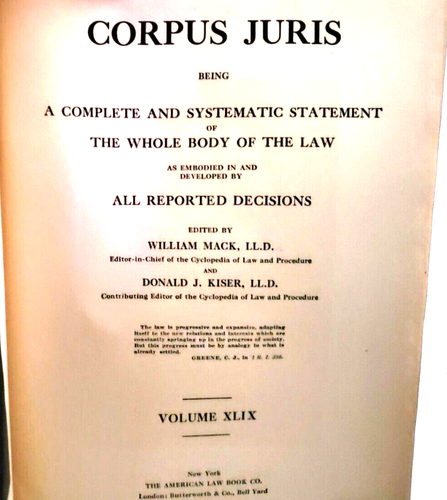 CORPUS JURIS
BEING
A COMPLETE AND SYSTEMATIC STATEMENT
OF
THE WHOLE BODY OF THE LAW
AS EMBODIED IN AND
DEVELOPED BY
ALL REPORTED DECISIONS
EDITED BY
WILLIAM MACK, LL.D.
Editor-in-Chief of the Cyclopedia of Law and Procedure
AND
DONALD J. KISER, LL.D.
Contributing Editor of the Cyclopedia of Law and Procedure
The law is progressive and expansive, adapting
itself to the new relations and interests which are
constantly springing up in the progress of society.
But this progress must be by analogy to what is
already settled.
GREENE, C. J., in 1 R. I. 356.
VOLUME XLIX
New York
THE AMERICAN LAW BOOK CO.
London: Butterworth & Co., Bell Yard